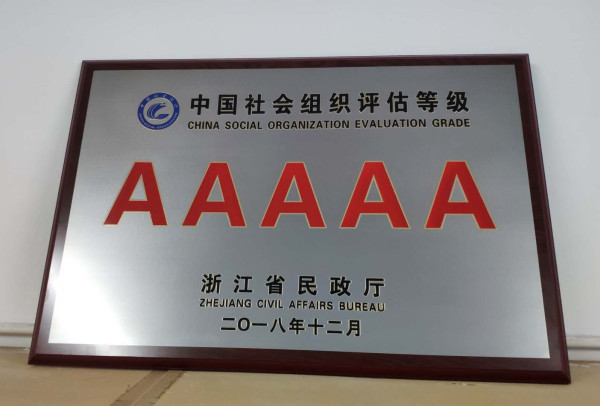 中国社会组织评估等级
CHINA SOCIAL ORGANIZATION EVALUATION GRADE
AAAAA
浙江省民政厅
ZHEJIANG CIVIL AFFAIRS BUREAU
二〇一八年十二月